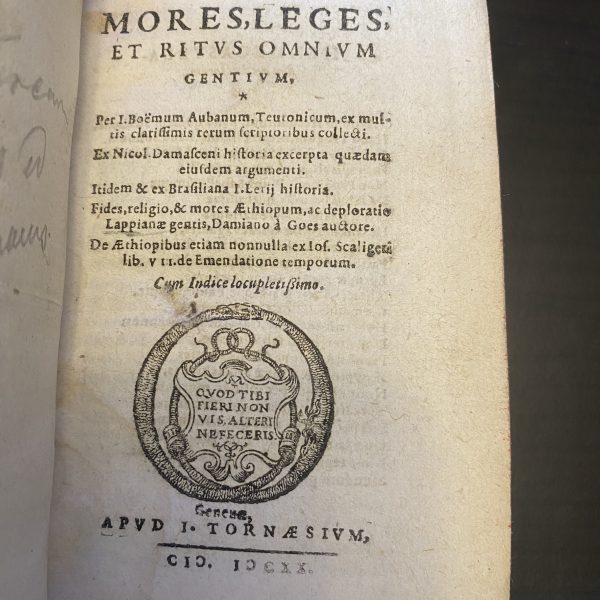 MORES, LEGES,
ET RITVS OMNIVM
GENTIVM,
*
Per I. Boëmum Aubanum, Teutonicum, ex mul-
tis clarissimis rerum scriptoribus collecti.
Ex Nicol. Damasceni historia excerpta quædam
eiusdem argumenti.
Itidem & ex Brasiliana I. Lerij historia.
Fides, religio, & mores Æthiopum, ac deploratio
Lappianæ gentis, Damiano à Goes auctore.
De Æthiopibus etiam nonnulla ex Ios. Scaligeri
lib. VII. de Emendatione temporum.
Cum Indice locupletissimo.
QVOD TIBI
FIERI NON
VIS, ALTERI
NE FECERIS.
Geneuæ,
APVD I. TORNÆSIVM,
CIↃ. IↃCXX.